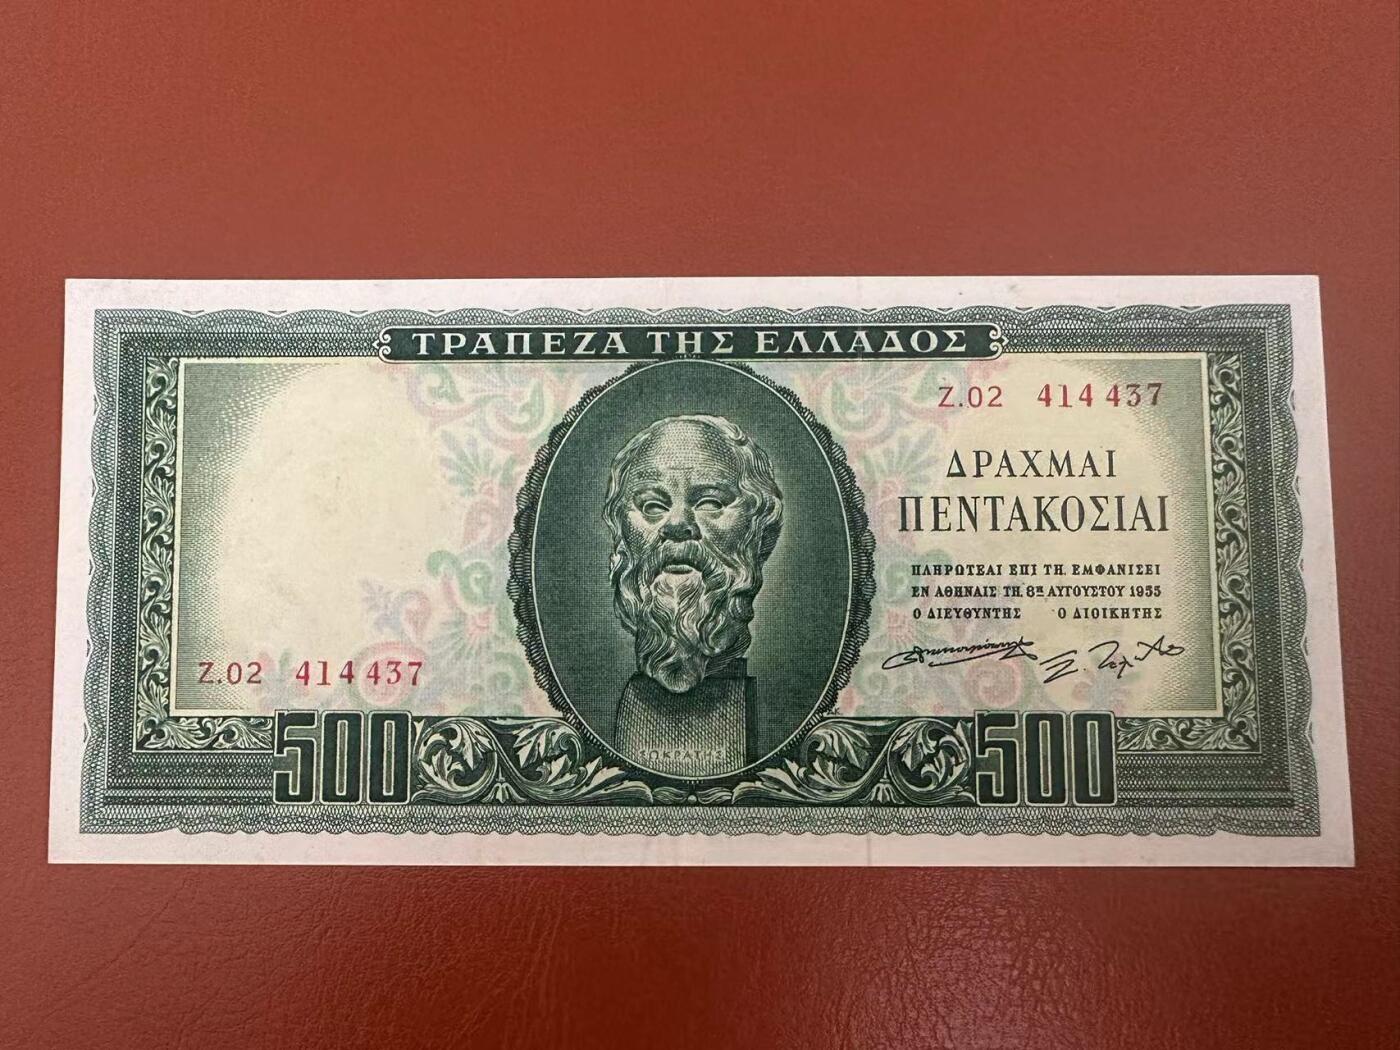 ΤΡΑΠΕΖΑ ΤΗΣ ΕΛΛΑΔΟΣ
Z.02 414437
ΔΡΑΧΜΑΙ
ΠΕΝΤΑΚΟΣΙΑΙ
ΠΛΗΡΩΤΕΑΙ ΕΠΙ ΤΗ ΕΜΦΑΝΙΣΕΙ
ΕΝ ΑΘΗΝΑΙΣ ΤΗ 8ῃ ΑΥΓΟΥΣΤΟΥ 1955
Ο ΔΙΕΥΘΥΝΤΗΣ Ο ΔΙΟΙΚΗΤΗΣ
Z.02 414437
ΣΩΚΡΑΤΗΣ
500 500